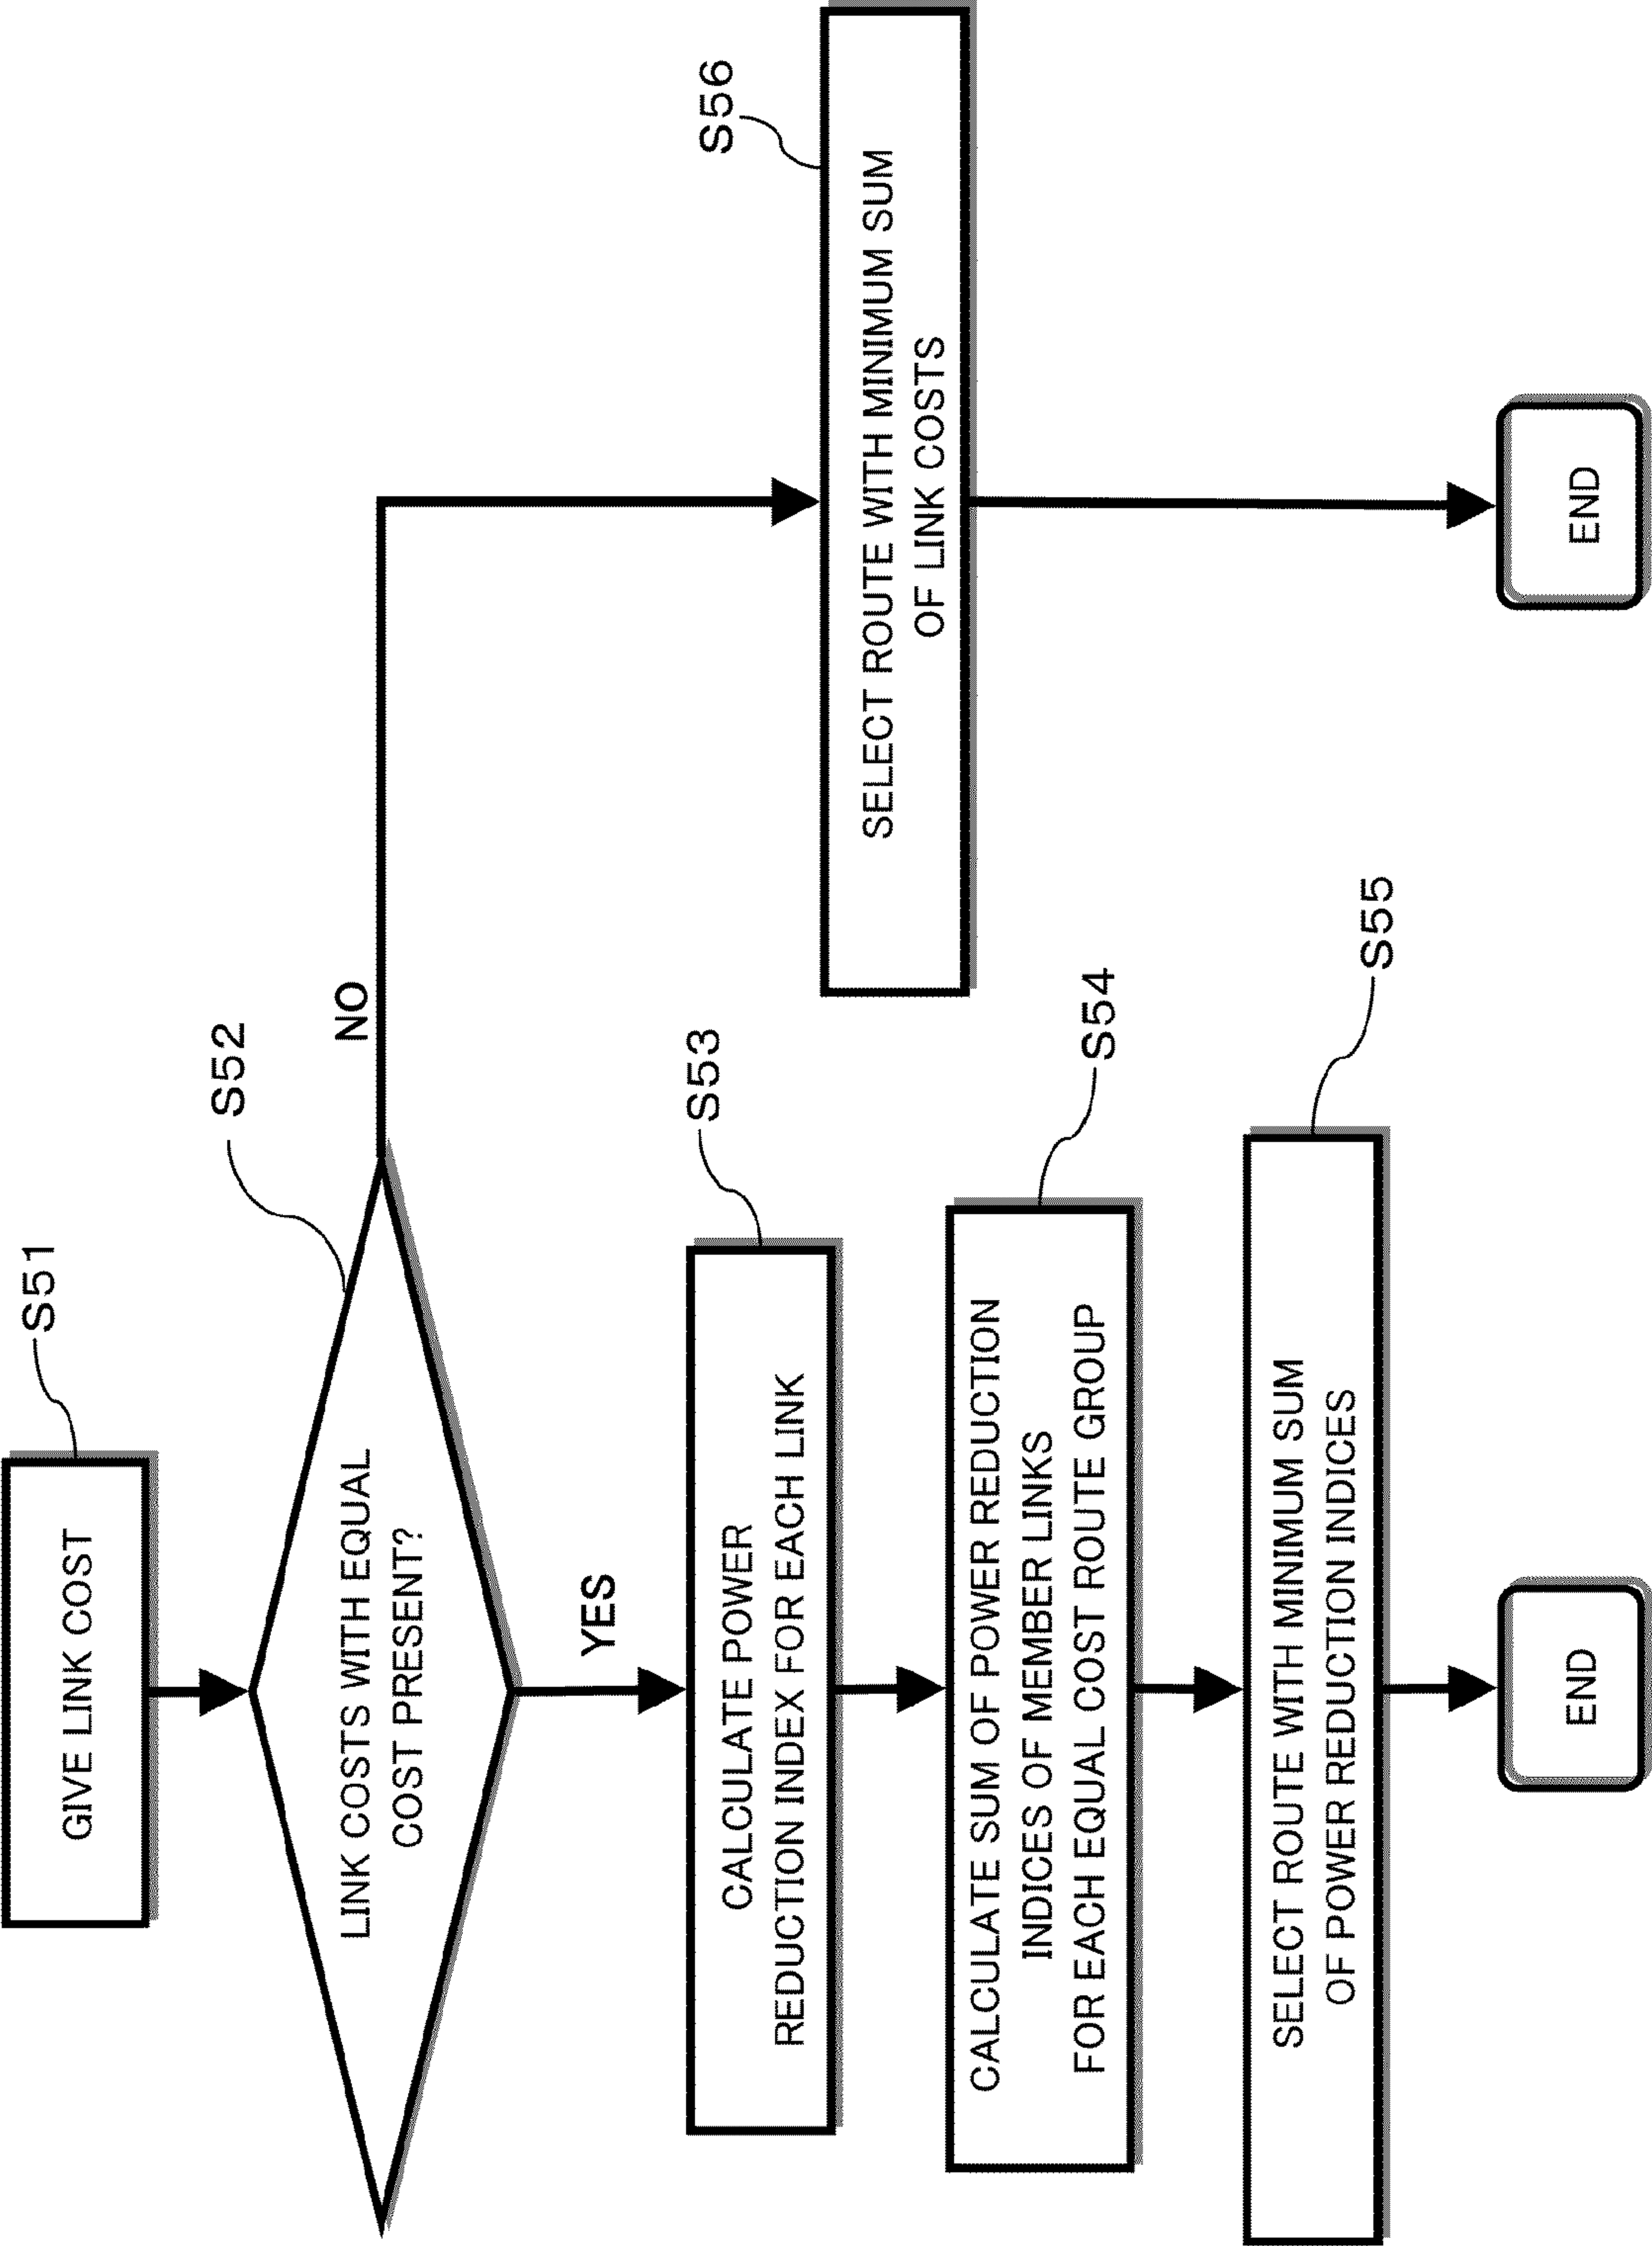 S51
GIVE LINK COST
S52
LINK COSTS WITH EQUAL
COST PRESENT?
NO
YES
S53
CALCULATE POWER
REDUCTION INDEX FOR EACH LINK
S54
CALCULATE SUM OF POWER REDUCTION
INDICES OF MEMBER LINKS
FOR EACH EQUAL COST ROUTE GROUP
S55
SELECT ROUTE WITH MINIMUM SUM
OF POWER REDUCTION INDICES
END
S56
SELECT ROUTE WITH MINIMUM SUM
OF LINK COSTS
END